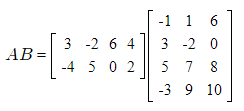 AB = [ 3 -2 6 4 ] [ -1 1 6 ]
[ -4 5 0 2 ] [ 3 -2 0 ]
[ 5 7 8 ]
[ -3 9 10 ]